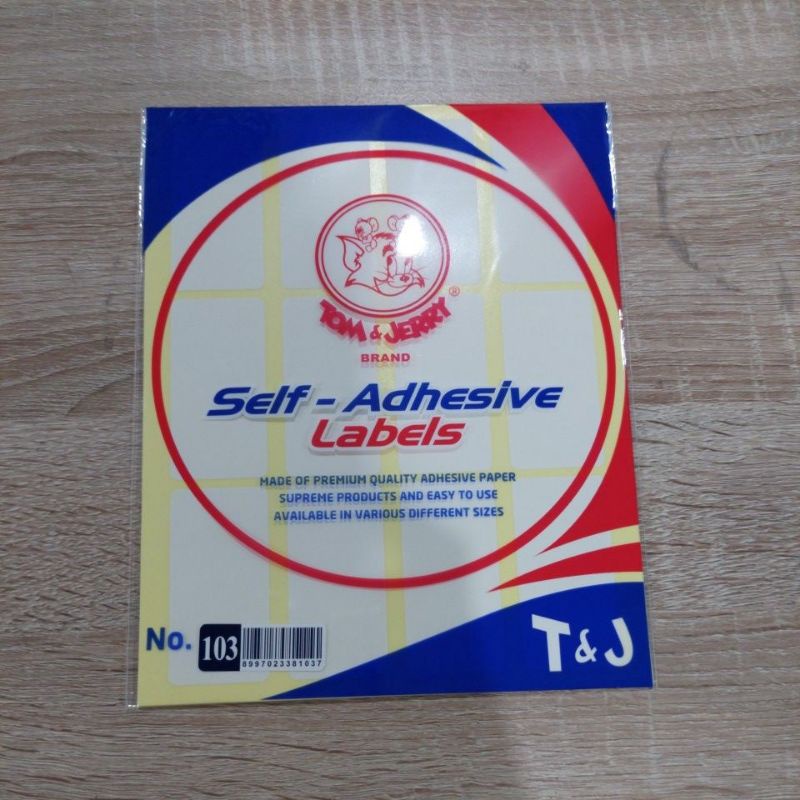 TOM & JERRY ®
BRAND
Self - Adhesive
Labels
MADE OF PREMIUM QUALITY ADHESIVE PAPER
SUPREME PRODUCTS AND EASY TO USE
AVAILABLE IN VARIOUS DIFFERENT SIZES
No. 103
8997023381037
T & J